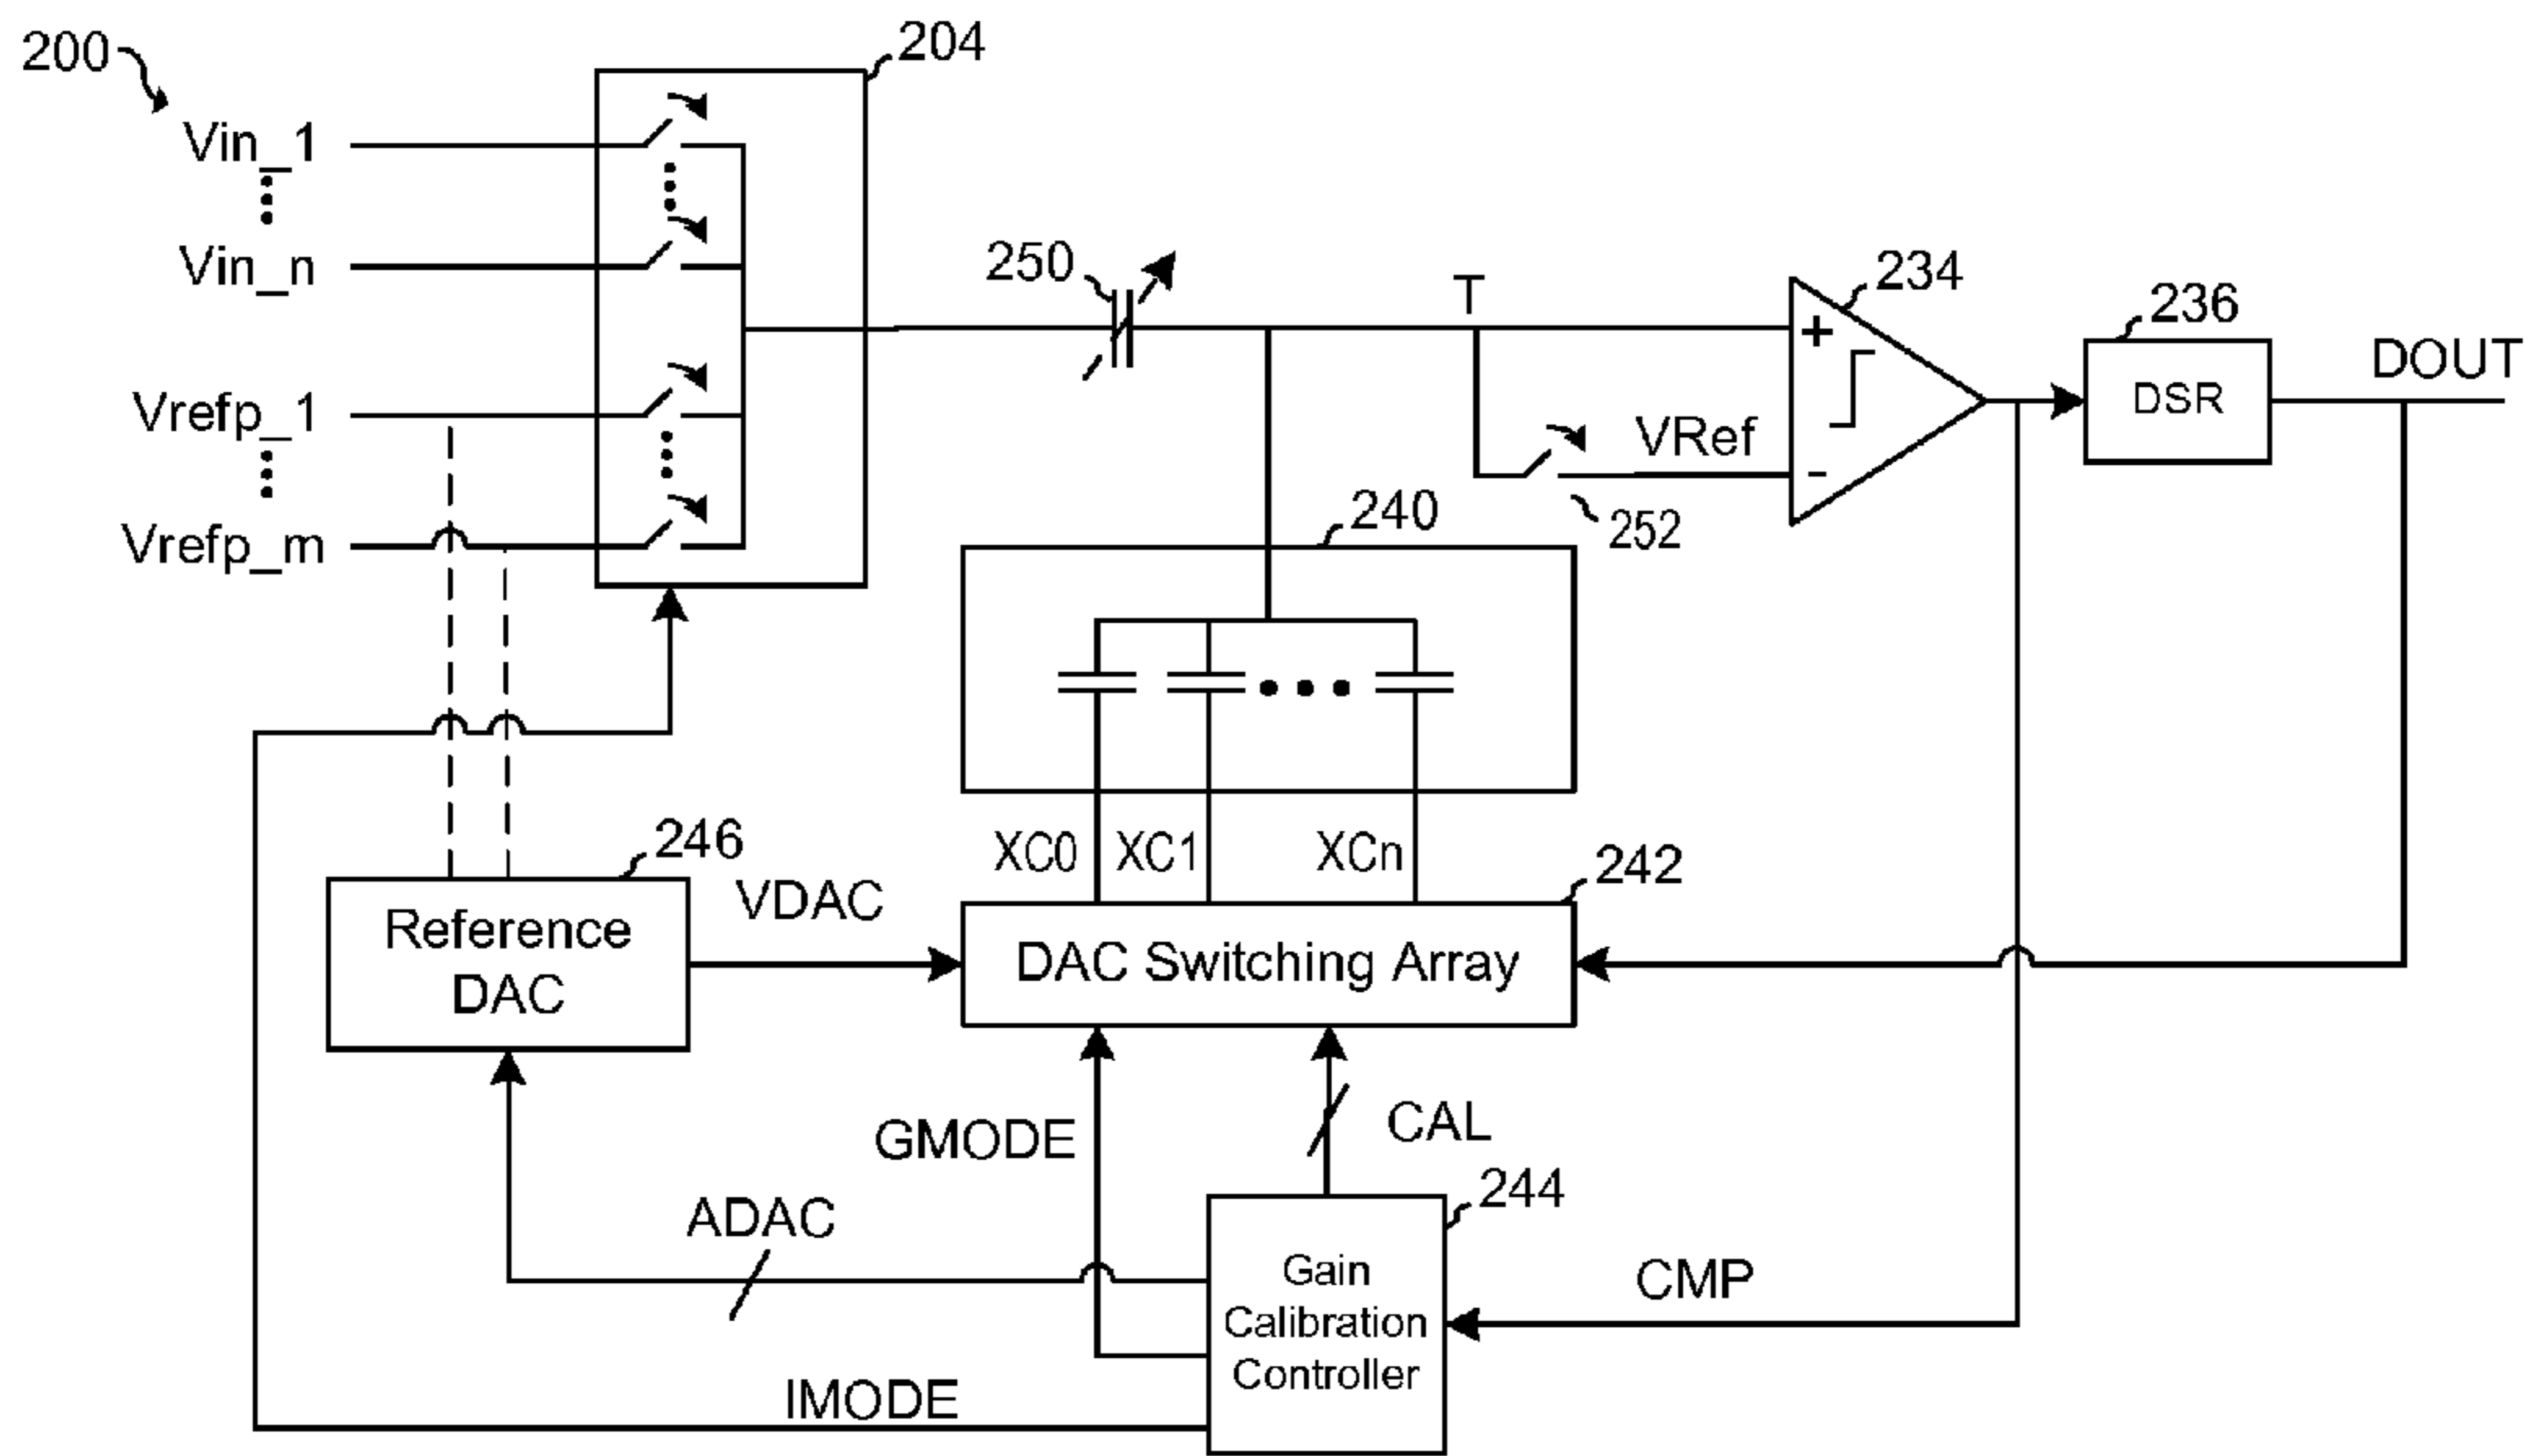 200
204
Vin_1
Vin_n
Vrefp_1
Vrefp_m
250
T
234
+
-
236
DSR
DOUT
VRef
252
240
XC0
XC1
XCn
246
Reference
DAC
VDAC
242
DAC Switching Array
GMODE
CAL
ADAC
244
Gain
Calibration
Controller
CMP
IMODE